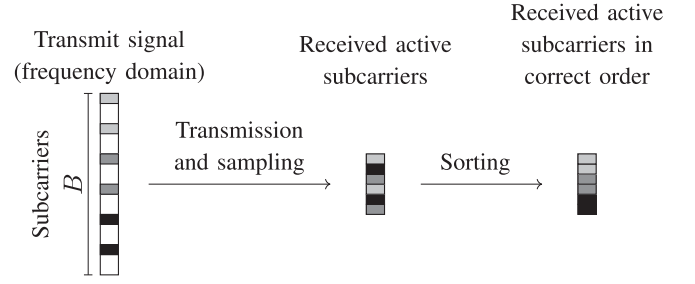 Transmit signal
(frequency domain)
Subcarriers
B
Transmission
and sampling
Received active
subcarriers
Sorting
Received active
subcarriers in
correct order